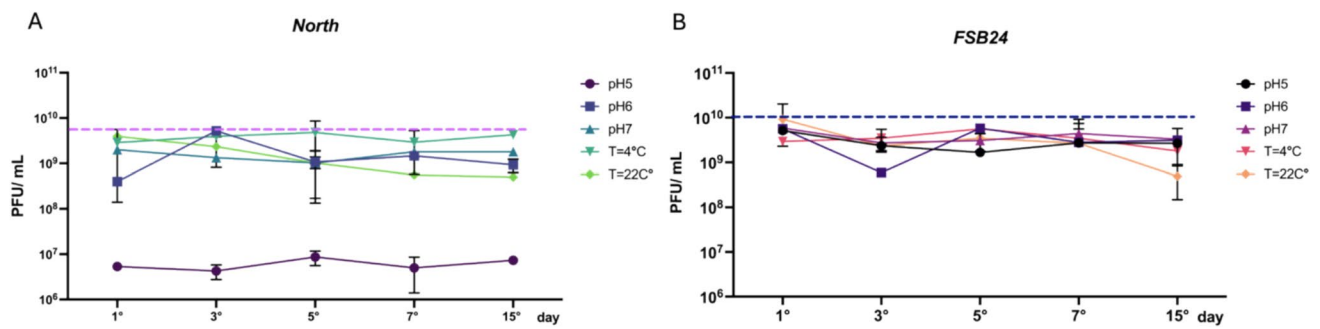 A
North
PFU/ mL
10¹¹
10¹⁰
10⁹
10⁸
10⁷
10⁶
1° 3° 5° 7° 15° day
pH5
pH6
pH7
T=4°C
T=22C°
B
FSB24
PFU/ mL
10¹¹
10¹⁰
10⁹
10⁸
10⁷
10⁶
1° 3° 5° 7° 15° day
pH5
pH6
pH7
T=4°C
T=22C°